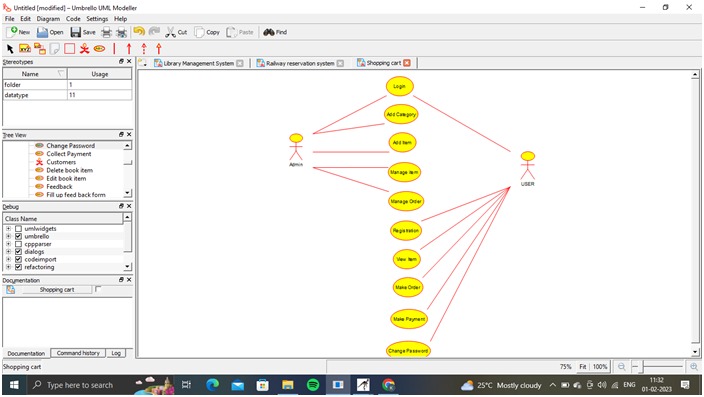 Untitled [modified] – Umbrello UML Modeller
File Edit Diagram Code Settings Help
New Open Save Undo Cut Copy Paste Find
Stereotypes
Name Usage
folder 1
datatype 11
Tree View
Change Password
Collect Payment
Customers
Delete book item
Edit book item
Feedback
Fill up feed back form
Debug
Class Name
umlwidgets
umbrello
cppparser
dialogs
codeimport
refactoring
Documentation
Shopping cart
Documentation Command history Log
Shopping cart
Library Management System Railway reservation system Shopping cart
Login
Add Category
Add Item
Admin
Manage Item
USER
Manage Order
Registration
View Item
Make Order
Make Payment
Change Password
75% Fit 100%
Type here to search
25°C Mostly cloudy
ENG
11:32
01-02-2023